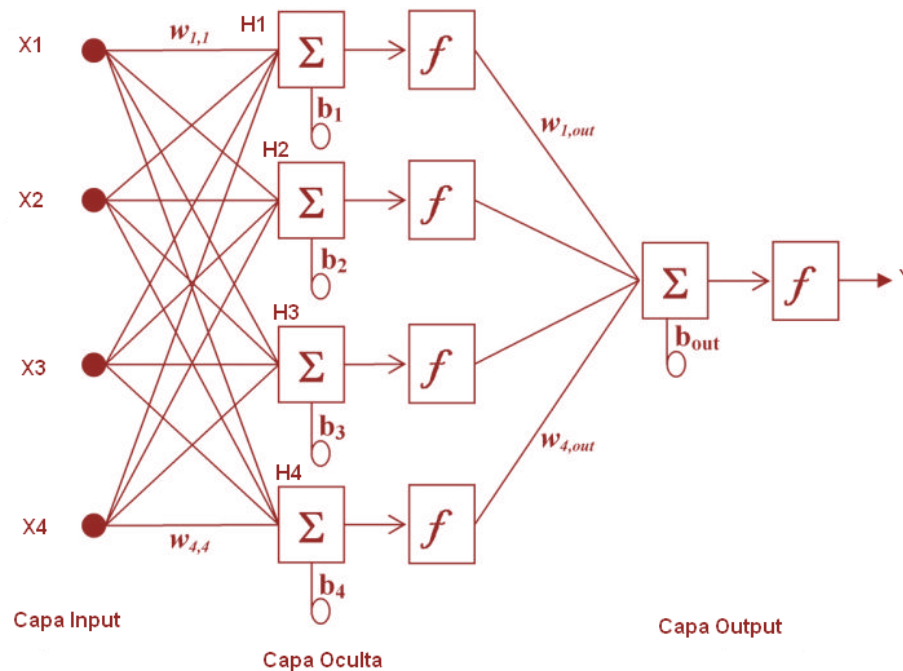 H1
X1
w1,1
Σ
f
b1
w1,out
H2
X2
Σ
f
b2
Σ
f
Y
bout
H3
X3
Σ
f
b3
w4,out
H4
X4
w4,4
Σ
f
b4
Capa Input
Capa Oculta
Capa Output